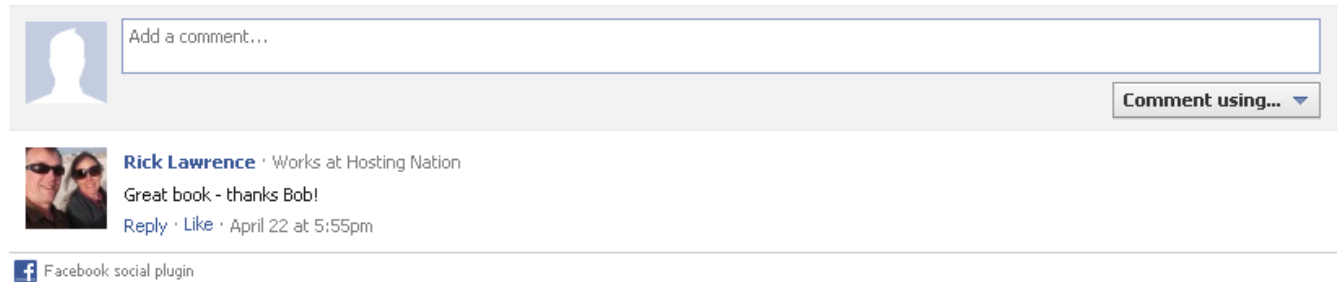 Add a comment...
Comment using...
Rick Lawrence · Works at Hosting Nation
Great book - thanks Bob!
Reply · Like · April 22 at 5:55pm
Facebook social plugin